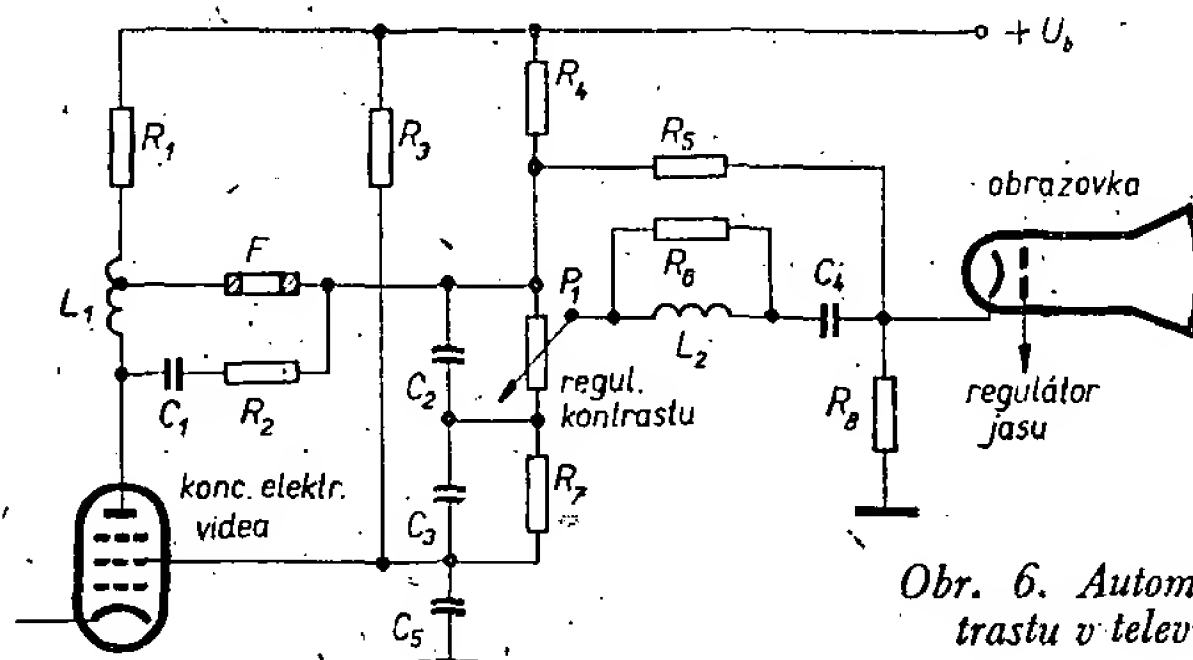 + U_b
R_4
R_1
R_3
R_5
obrazovka
F
R_6
P_1
C_4
L_1
L_2
C_2
regul.
kontrastu
C_1
R_2
R_8
regulátor
jasu
konc. elektr.
videa
R_7
C_3
C_5
Obr. 6. Autom
trastu v telev